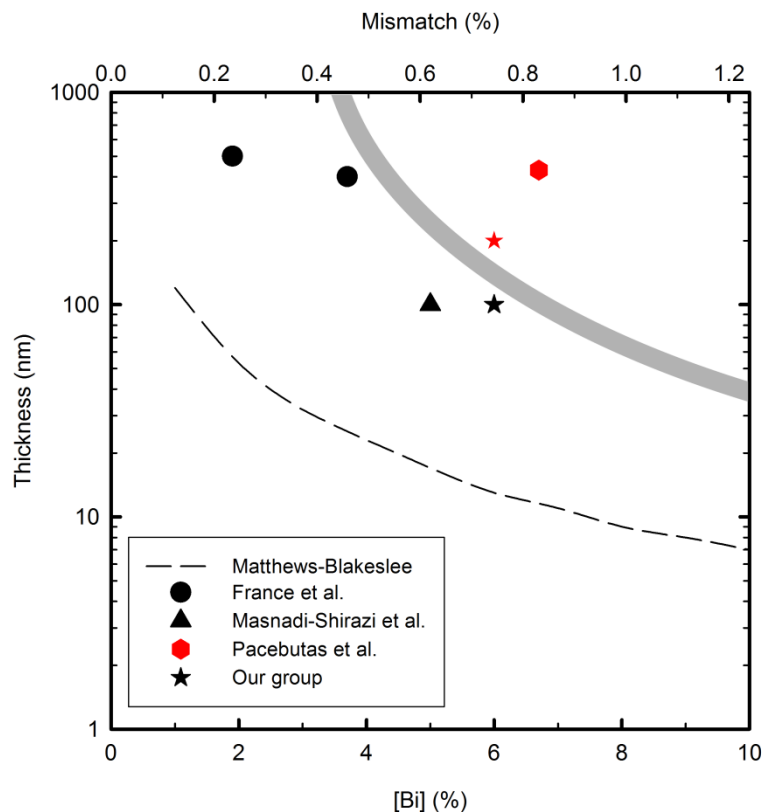 Mismatch (%)
0.0 0.2 0.4 0.6 0.8 1.0 1.2
1000
100
10
1
Thickness (nm)
Matthews-Blakeslee
France et al.
Masnadi-Shirazi et al.
Pacebutas et al.
Our group
0 2 4 6 8 10
[Bi] (%)